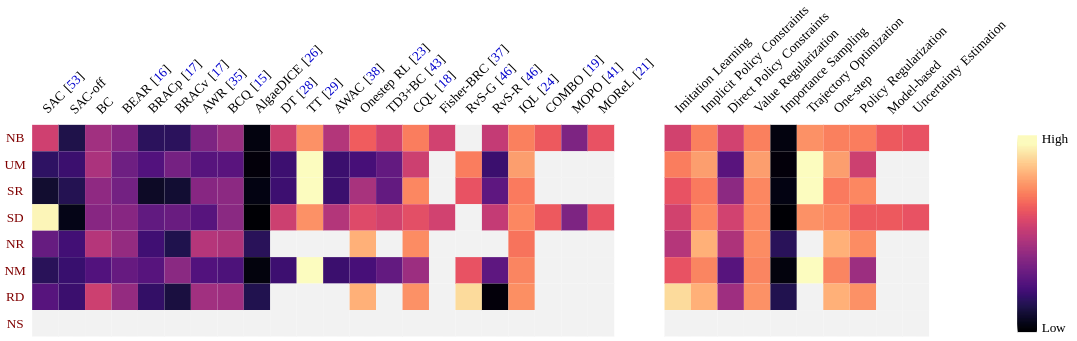 SAC [53]
SAC-off
BC
BEAR [16]
BRACp [17]
BRACv [17]
AWR [35]
BCQ [15]
AlgaeDICE [26]
DT [28]
TT [29]
AWAC [38]
Onestep RL [23]
TD3+BC [43]
CQL [18]
Fisher-BRC [37]
RvS-G [46]
RvS-R [46]
IQL [24]
COMBO [19]
MOPO [41]
MOReL [21]
Imitation Learning
Implicit Policy Constraints
Direct Policy Constraints
Value Regularization
Importance Sampling
Trajectory Optimization
One-step
Policy Regularization
Model-based
Uncertainty Estimation
NB
UM
SR
SD
NR
NM
RD
NS
High
Low